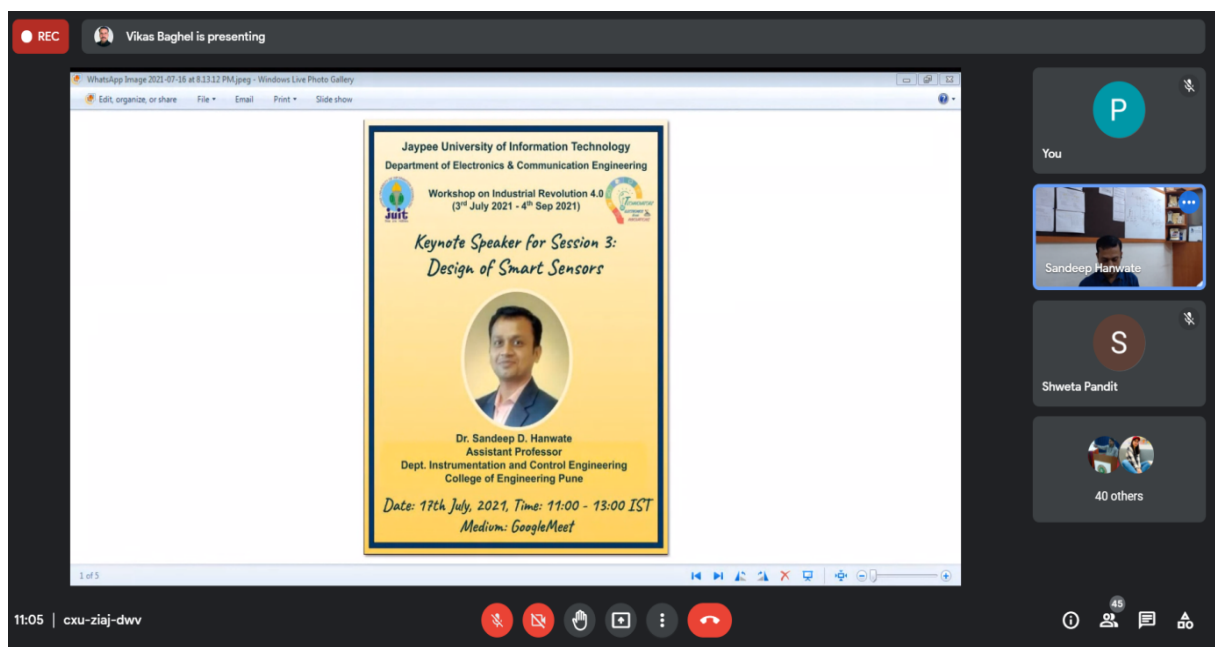 REC
Vikas Baghel is presenting
WhatsApp Image 2021-07-16 at 8.13.12 PM.jpeg - Windows Live Photo Gallery
Edit, organize, or share File Email Print Slide show
Jaypee University of Information Technology
Department of Electronics & Communication Engineering
Workshop on Industrial Revolution 4.0
(3rd July 2021 - 4th Sep 2021)
juit
Keynote Speaker for Session 3:
Design of Smart Sensors
Dr. Sandeep D. Hanwate
Assistant Professor
Dept. Instrumentation and Control Engineering
College of Engineering Pune
Date: 17th July, 2021, Time: 11:00 - 13:00 IST
Medium: GoogleMeet
1 of 5
P
You
Sandeep Hanwate
S
Shweta Pandit
40 others
11:05 | cxu-ziaj-dwv
45